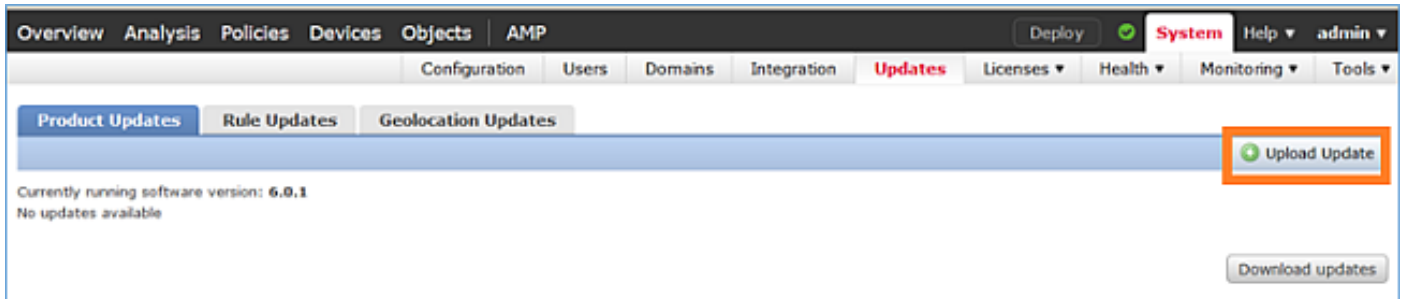 Overview Analysis Policies Devices Objects AMP Deploy System Help ▼ admin ▼
Configuration Users Domains Integration Updates Licenses ▼ Health ▼ Monitoring ▼ Tools ▼
Product Updates Rule Updates Geolocation Updates
Upload Update
Currently running software version: 6.0.1
No updates available
Download updates